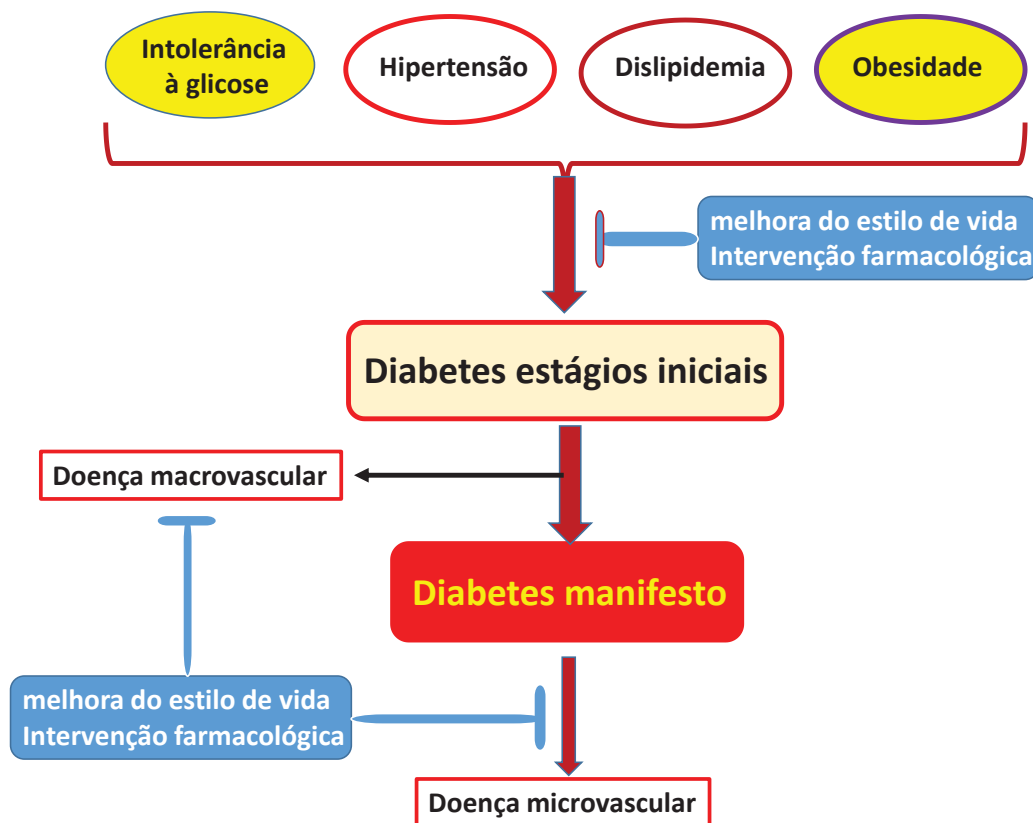 Intolerância
à glicose
Hipertensão
Dislipidemia
Obesidade
melhora do estilo de vida
Intervenção farmacológica
Diabetes estágios iniciais
Doença macrovascular
Diabetes manifesto
melhora do estilo de vida
Intervenção farmacológica
Doença microvascular